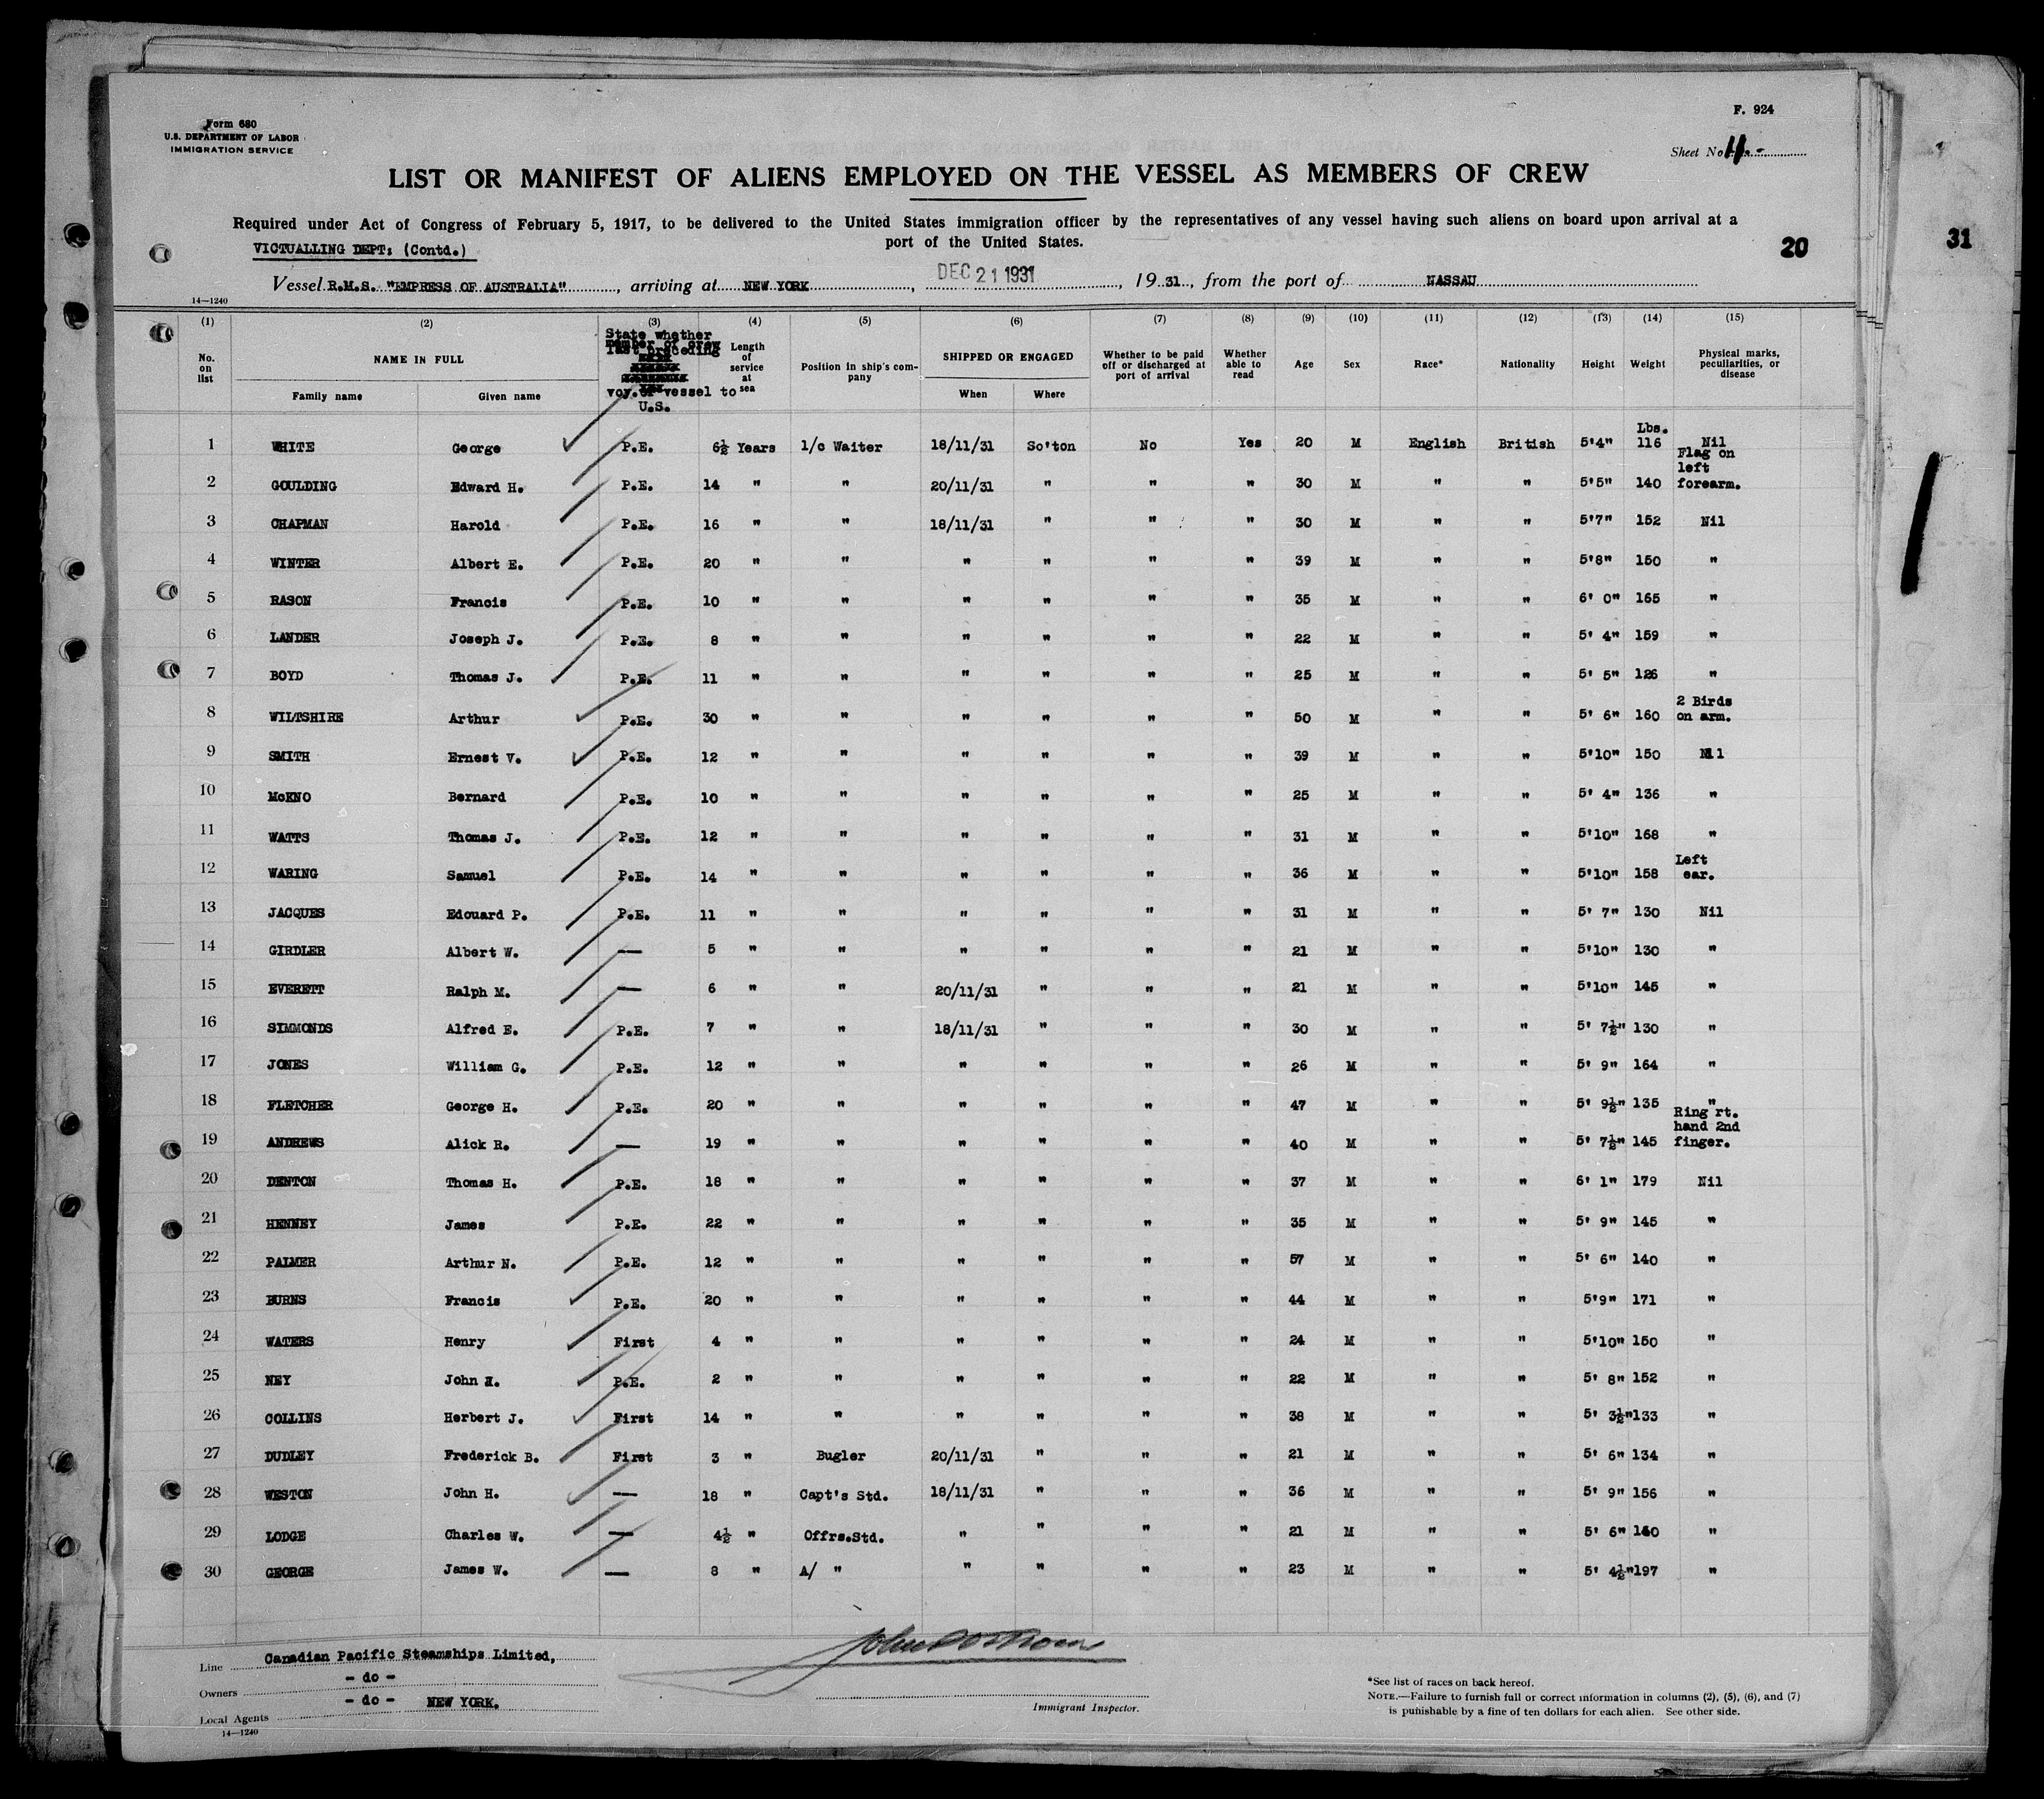 Form 680
U.S. DEPARTMENT OF LABOR
IMMIGRATION SERVICE
F. 924
Sheet No. 11.-
LIST OR MANIFEST OF ALIENS EMPLOYED ON THE VESSEL AS MEMBERS OF CREW
Required under Act of Congress of February 5, 1917, to be delivered to the United States immigration officer by the representatives of any vessel having such aliens on board upon arrival at a
port of the United States.
VICTUALLING DEPT: (Contd.)
20
31
Vessel R.M.S. "EMPRESS OF AUSTRALIA", arriving at NEW YORK, DEC 21 1931, 19 31, from the port of NASSAU
14—1240
(1) (2) (3) (4) (5) (6) (7) (8) (9) (10) (11) (12) (13) (14) (15)
No. on list
NAME IN FULL
Family name Given name
State whether member of crew last preceding voy. of vessel to U.S.
Length of service at sea
Position in ship's company
SHIPPED OR ENGAGED
When Where
Whether to be paid off or discharged at port of arrival
Whether able to read
Age Sex Race* Nationality Height Weight
Physical marks, peculiarities, or disease
Lbs.
1 WHITE George P.E. 6½ Years 1/c Waiter 18/11/31 So'ton No Yes 20 M English British 5'4" 116 Nil
2 GOULDING Edward H. P.E. 14 " " 20/11/31 " " " 30 M " " 5'5" 140 Flag on left forearm.
3 CHAPMAN Harold P.E. 16 " " 18/11/31 " " " 30 M " " 5'7" 152 Nil
4 WINTER Albert E. P.E. 20 " " " " " " 39 M " " 5'8" 150 "
5 RASON Francis P.E. 10 " " " " " " 35 M " " 6' 0" 165 "
6 LANDER Joseph J. P.E. 8 " " " " " " 22 M " " 5' 4" 159 "
7 BOYD Thomas J. P.E. 11 " " " " " " 25 M " " 5' 5" 126 "
8 WILTSHIRE Arthur P.E. 30 " " " " " " 50 M " " 5' 6" 160 2 Birds on arm.
9 SMITH Ernest V. P.E. 12 " " " " " " 39 M " " 5'10" 150 Nil
10 McKNO Bernard P.E. 10 " " " " " " 25 M " " 5' 4" 136 "
11 WATTS Thomas J. P.E. 12 " " " " " " 31 M " " 5'10" 168 "
12 WARING Samuel P.E. 14 " " " " " " 36 M " " 5'10" 158 Left ear.
13 JACQUES Edouard P. P.E. 11 " " " " " " 31 M " " 5' 7" 130 Nil
14 GIRDLER Albert W. — 5 " " " " " " 21 M " " 5'10" 130 "
15 EVERETT Ralph M. — 6 " " 20/11/31 " " " 21 M " " 5'10" 145 "
16 SIMMONDS Alfred E. P.E. 7 " " 18/11/31 " " " 30 M " " 5' 7½" 130 "
17 JONES William G. P.E. 12 " " " " " " 26 M " " 5' 9" 164 "
18 FLETCHER George H. P.E. 20 " " " " " " 47 M " " 5' 9½" 135 "
19 ANDREWS Alick R. — 19 " " " " " " 40 M " " 5' 7½" 145 Ring rt. hand 2nd finger.
20 DENTON Thomas H. P.E. 18 " " " " " " 37 M " " 6' 1" 179 Nil
21 HENNEY James P.E. 22 " " " " " " 35 M " " 5' 9" 145 "
22 PALMER Arthur N. P.E. 12 " " " " " " 57 M " " 5' 6" 140 "
23 BURNS Francis P.E. 20 " " " " " " 44 M " " 5'9" 171 "
24 WATERS Henry First 4 " " " " " " 24 M " " 5'10" 150 "
25 NEY John P.E. 2 " " " " " " 22 M " " 5' 8" 152 "
26 COLLINS Herbert J. First 14 " " " " " " 38 M " " 5' 3½" 133 "
27 DUDLEY Frederick B. First 3 " Bugler 20/11/31 " " " 21 M " " 5' 6" 134 "
28 WESTON John H. — 18 " Capt's Std. 18/11/31 " " " 36 M " " 5' 9" 156 "
29 LODGE Charles W. — 4½ " Offrs.Std. " " " " 21 M " " 5' 6" "
30 GEORGE James W. — 8 " A/ " " " " " 23 M " " 5' 4½" 197 "
Line Canadian Pacific Steamships Limited,
Owners - do -
Local Agents - do - NEW YORK.
14—1240
Immigrant Inspector.
*See list of races on back hereof.
NOTE.—Failure to furnish full or correct information in columns (2), (5), (6), and (7)
is punishable by a fine of ten dollars for each alien. See other side.